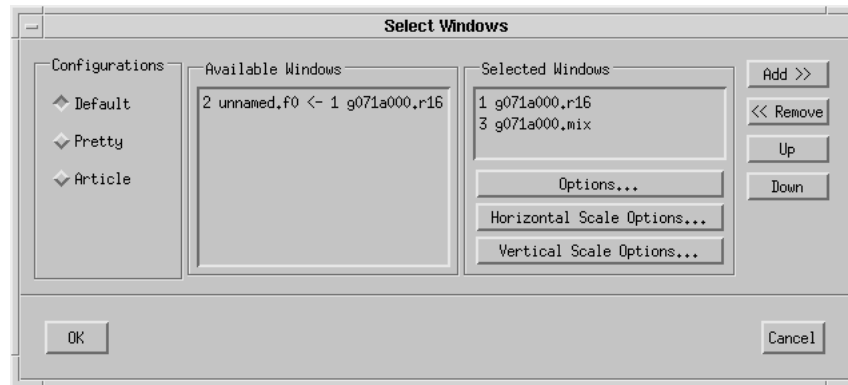 Select Windows
Configurations
Default
Pretty
Article
Available Windows
2 unnamed.f0 <- 1 g071a000.r16
Selected Windows
1 g071a000.r16
3 g071a000.mix
Options...
Horizontal Scale Options...
Vertical Scale Options...
Add >>
<< Remove
Up
Down
OK
Cancel